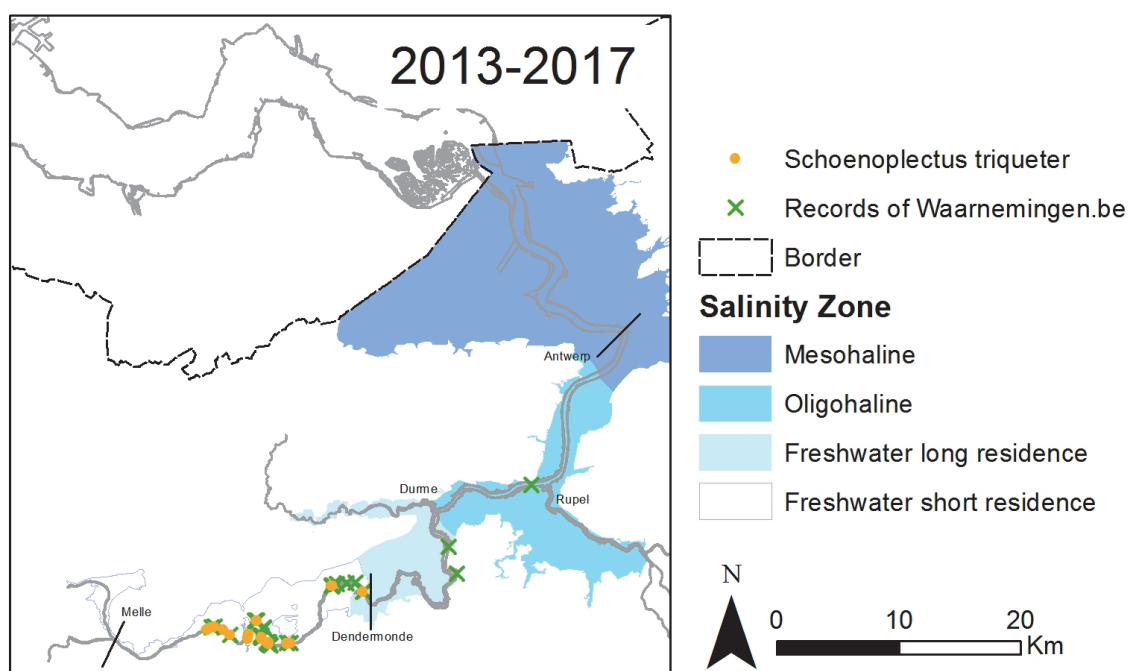 2013-2017
Antwerp
Durme
Rupel
Melle
Dendermonde
Schoenoplectus triqueter
Records of Waarnemingen.be
Border
Salinity Zone
Mesohaline
Oligohaline
Freshwater long residence
Freshwater short residence
N
0 10 20
Km